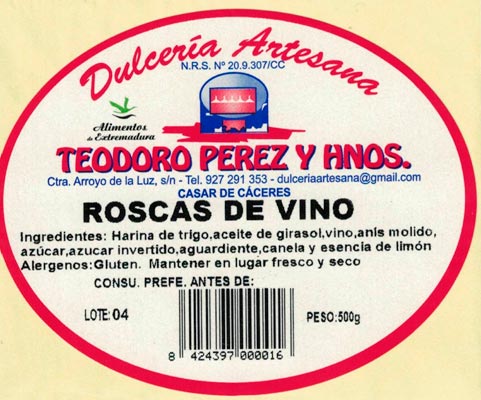 Dulcería Artesana
N.R.S. Nº 20.9.307/CC
Alimentos
de Extremadura
TEODORO PEREZ Y HNOS.
Ctra. Arroyo de la Luz, s/n - Tel. 927 291 353 - dulceriaartesana@gmail.com
CASAR DE CÁCERES
ROSCAS DE VINO
Ingredientes: Harina de trigo,aceite de girasol,vino,anis molido,
azúcar,azucar invertido,aguardiente,canela y esencia de limón
Alergenos:Gluten. Mantener en lugar fresco y seco
CONSU. PREFE. ANTES DE:
LOTE: 04
PESO:500g
8 424397 000016